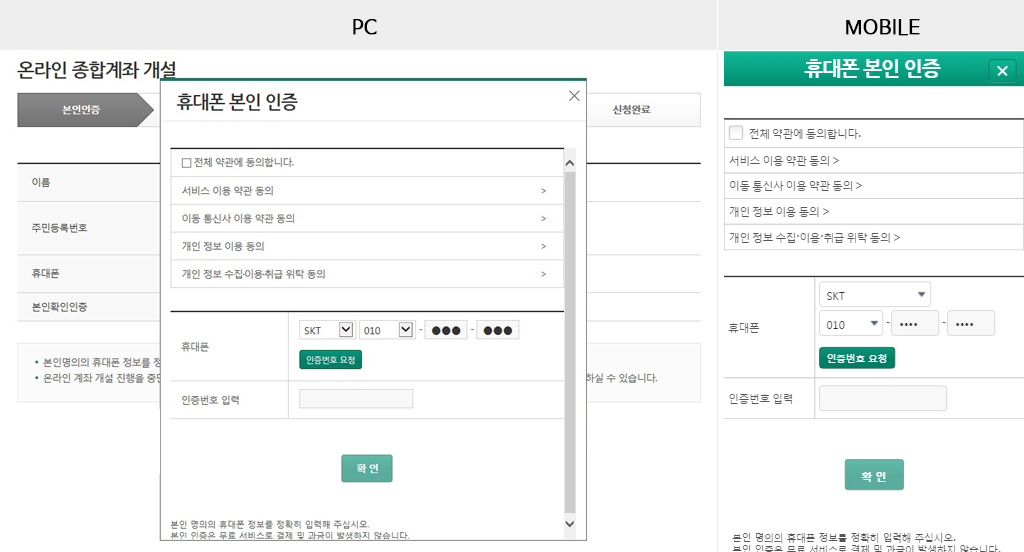 PC
온라인 종합계좌 개설
본인인증
신청완료
이름
주민등록번호
휴대폰
본인확인인증
• 본인명의의 휴대폰 정보를 정
• 온라인 계좌 개설 진행을 중단
하실 수 있습니다.
휴대폰 본인 인증
전체 약관에 동의합니다.
서비스 이용 약관 동의 >
이동 통신사 이용 약관 동의 >
개인 정보 이용 동의 >
개인 정보 수집·이용·취급 위탁 동의 >
휴대폰
SKT 010 - ●●● - ●●●
인증번호 요청
인증번호 입력
확 인
본인 명의의 휴대폰 정보를 정확히 입력해 주십시오.
본인 인증은 무료 서비스로 결제 및 과금이 발생하지 않습니다.
MOBILE
휴대폰 본인 인증
전체 약관에 동의합니다.
서비스 이용 약관 동의 >
이동 통신사 이용 약관 동의 >
개인 정보 이용 동의 >
개인 정보 수집·이용·취급 위탁 동의 >
휴대폰
SKT
010 - •••• - ••••
인증번호 요청
인증번호 입력
확 인
본인 명의의 휴대폰 정보를 정확히 입력해 주십시오.
본인 인증은 무료 서비스로 결제 및 과금이 발생하지 않습니다.